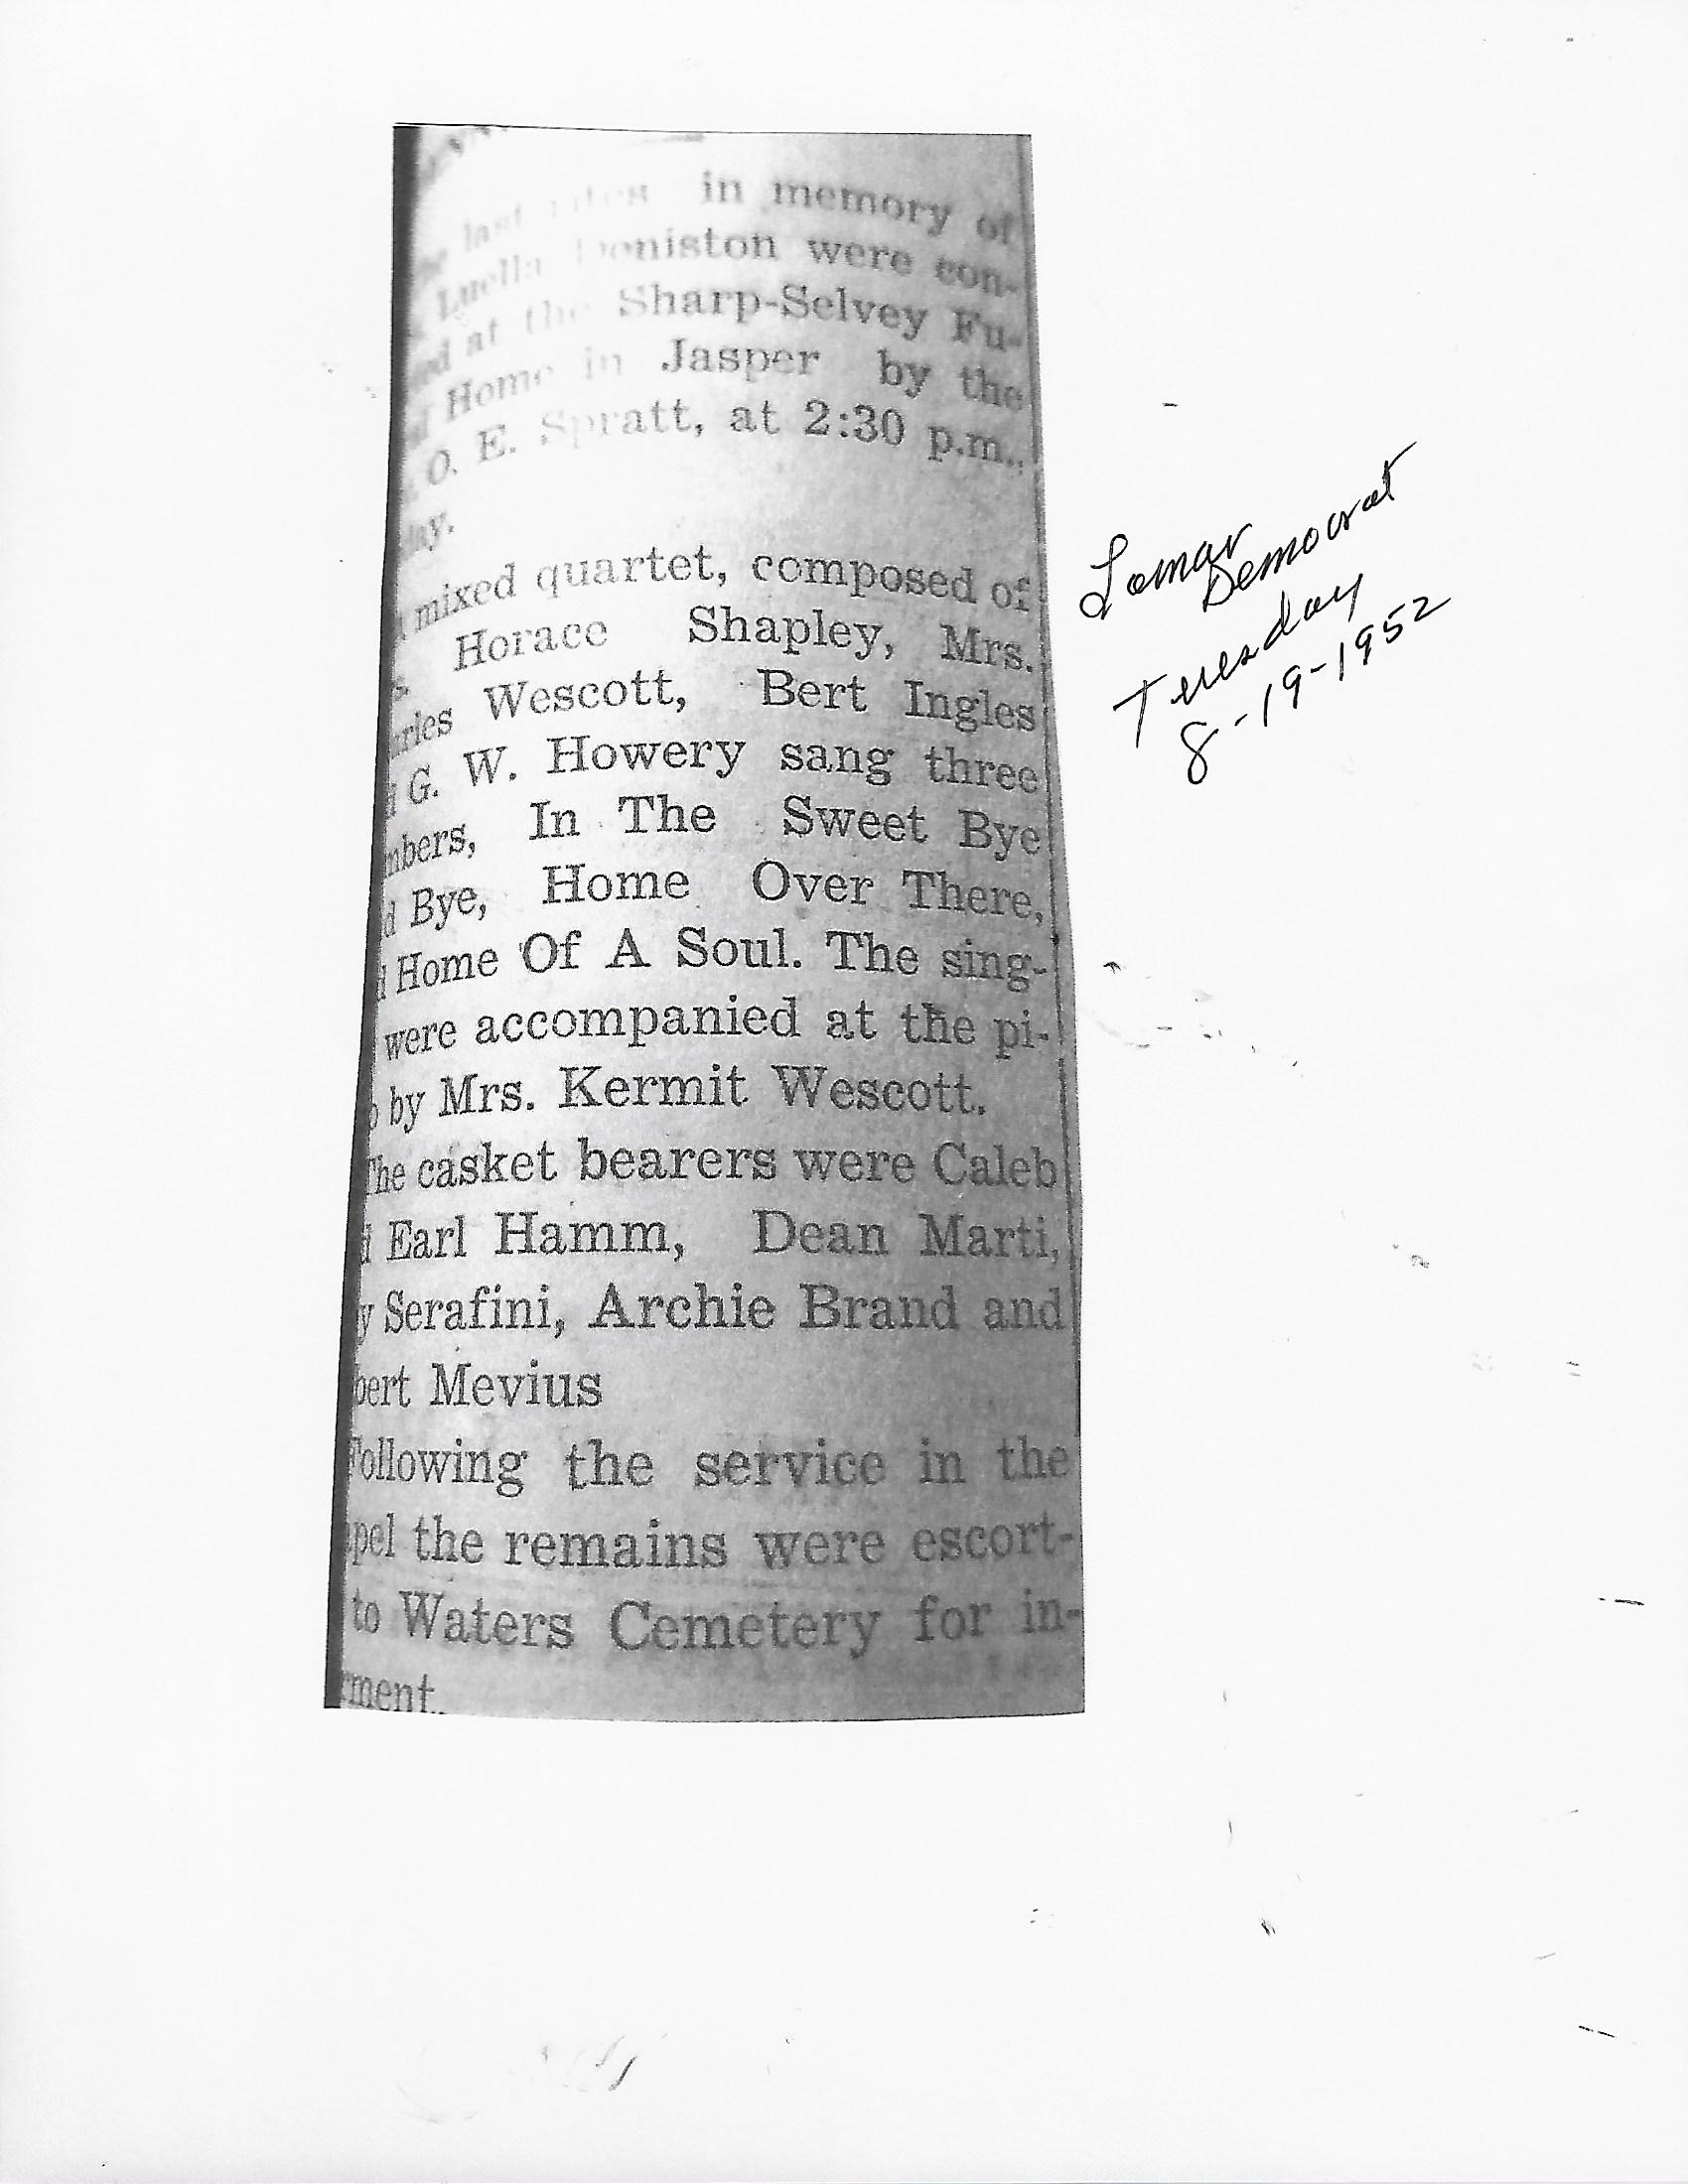 last in memory of
Luella were con-
at the Sharp-Selvey Fu-
Home in Jasper by the
O. E. Spratt, at 2:30 p.m.,
mixed quartet, composed of
Horace Shapley, Mrs.
Wescott, Bert Ingles
G. W. Howery sang three
In The Sweet Bye
Bye, Home Over There,
Home Of A Soul. The sing-
were accompanied at the pi-
by Mrs. Kermit Wescott.
The casket bearers were Caleb
Earl Hamm, Dean Marti,
Serafini, Archie Brand and
Mevius
Following the service in the
the remains were escort-
to Waters Cemetery for in-
Lamar
Democrat
Tuesday
8-19-1952